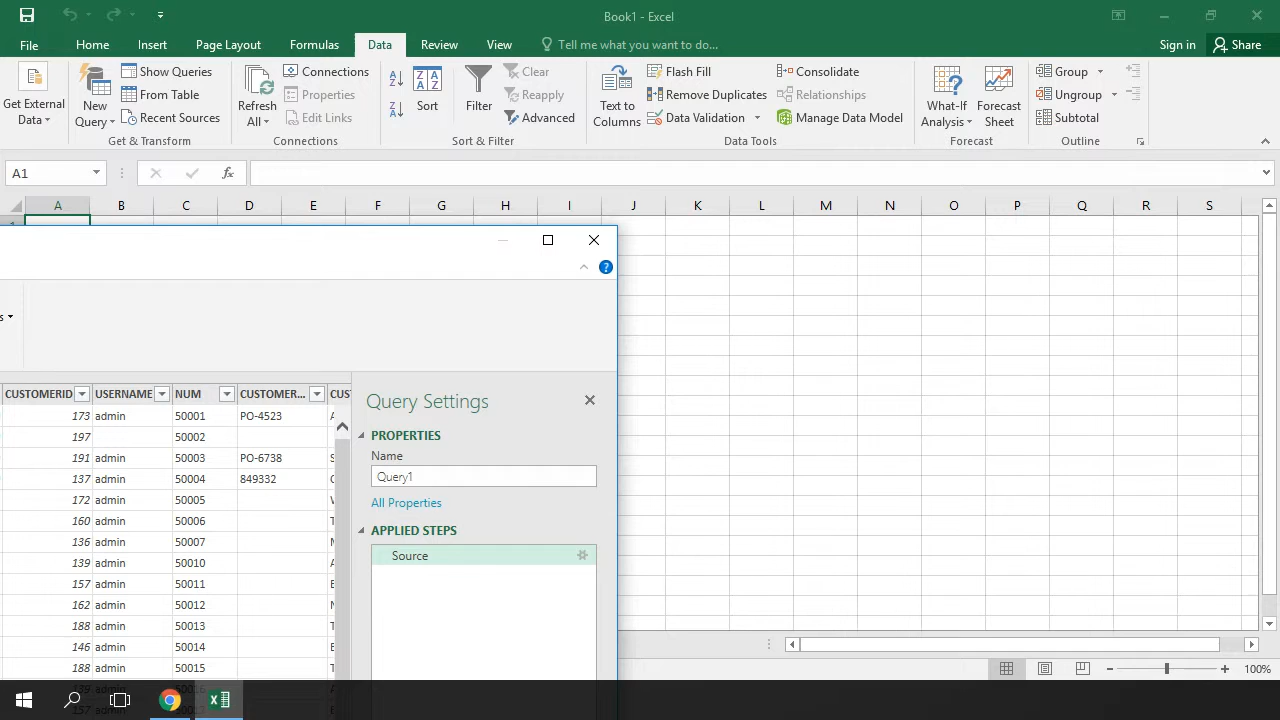 Book1 - Excel
File Home Insert Page Layout Formulas Data Review View Tell me what you want to do... Sign in Share
Get External Data
New Query
Show Queries
From Table
Recent Sources
Get & Transform
Refresh All
Connections
Properties
Edit Links
Connections
Sort
Filter
Clear
Reapply
Advanced
Sort & Filter
Text to Columns
Flash Fill
Remove Duplicates
Data Validation
Consolidate
Relationships
Manage Data Model
Data Tools
What-If Analysis
Forecast Sheet
Forecast
Group
Ungroup
Subtotal
Outline
A1 fx
A B C D E F G H I J K L M N O P Q R S
CUSTOMERID USERNAME NUM CUSTOMER... CUST
173 admin 50001 PO-4523
197 50002
191 admin 50003 PO-6738
137 admin 50004 849332
172 admin 50005
160 admin 50006
136 admin 50007
139 admin 50010
157 admin 50011
162 admin 50012
188 admin 50013
146 admin 50014
188 admin 50015
139 admin 50016
157 admin
Query Settings
PROPERTIES
Name
Query1
All Properties
APPLIED STEPS
Source
100%